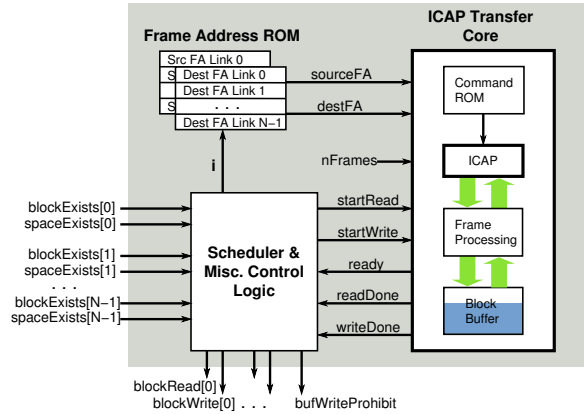 Frame Address ROM
ICAP Transfer
Core
Src FA Link 0
S
Dest FA Link 0
Dest FA Link 1
S
. . .
Dest FA Link N−1
sourceFA
destFA
i
nFrames
Command
ROM
ICAP
Frame
Processing
Block
Buffer
blockExists[0]
spaceExists[0]
blockExists[1]
spaceExists[1]
. . .
blockExists[N−1]
spaceExists[N−1]
Scheduler &
Misc. Control
Logic
startRead
startWrite
ready
readDone
writeDone
blockRead[0]
blockWrite[0] . . . bufWriteProhibit